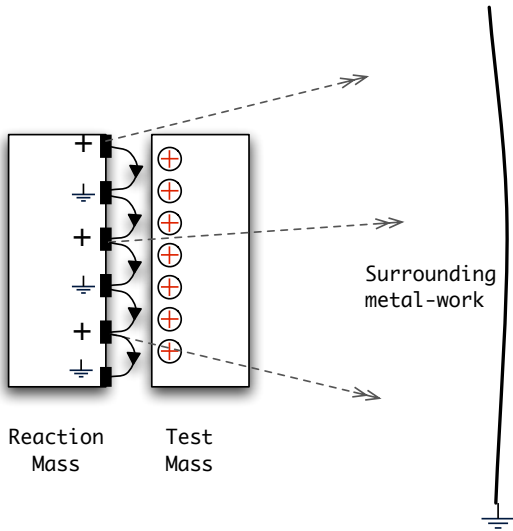 Surrounding
metal-work
Reaction
Mass
Test
Mass